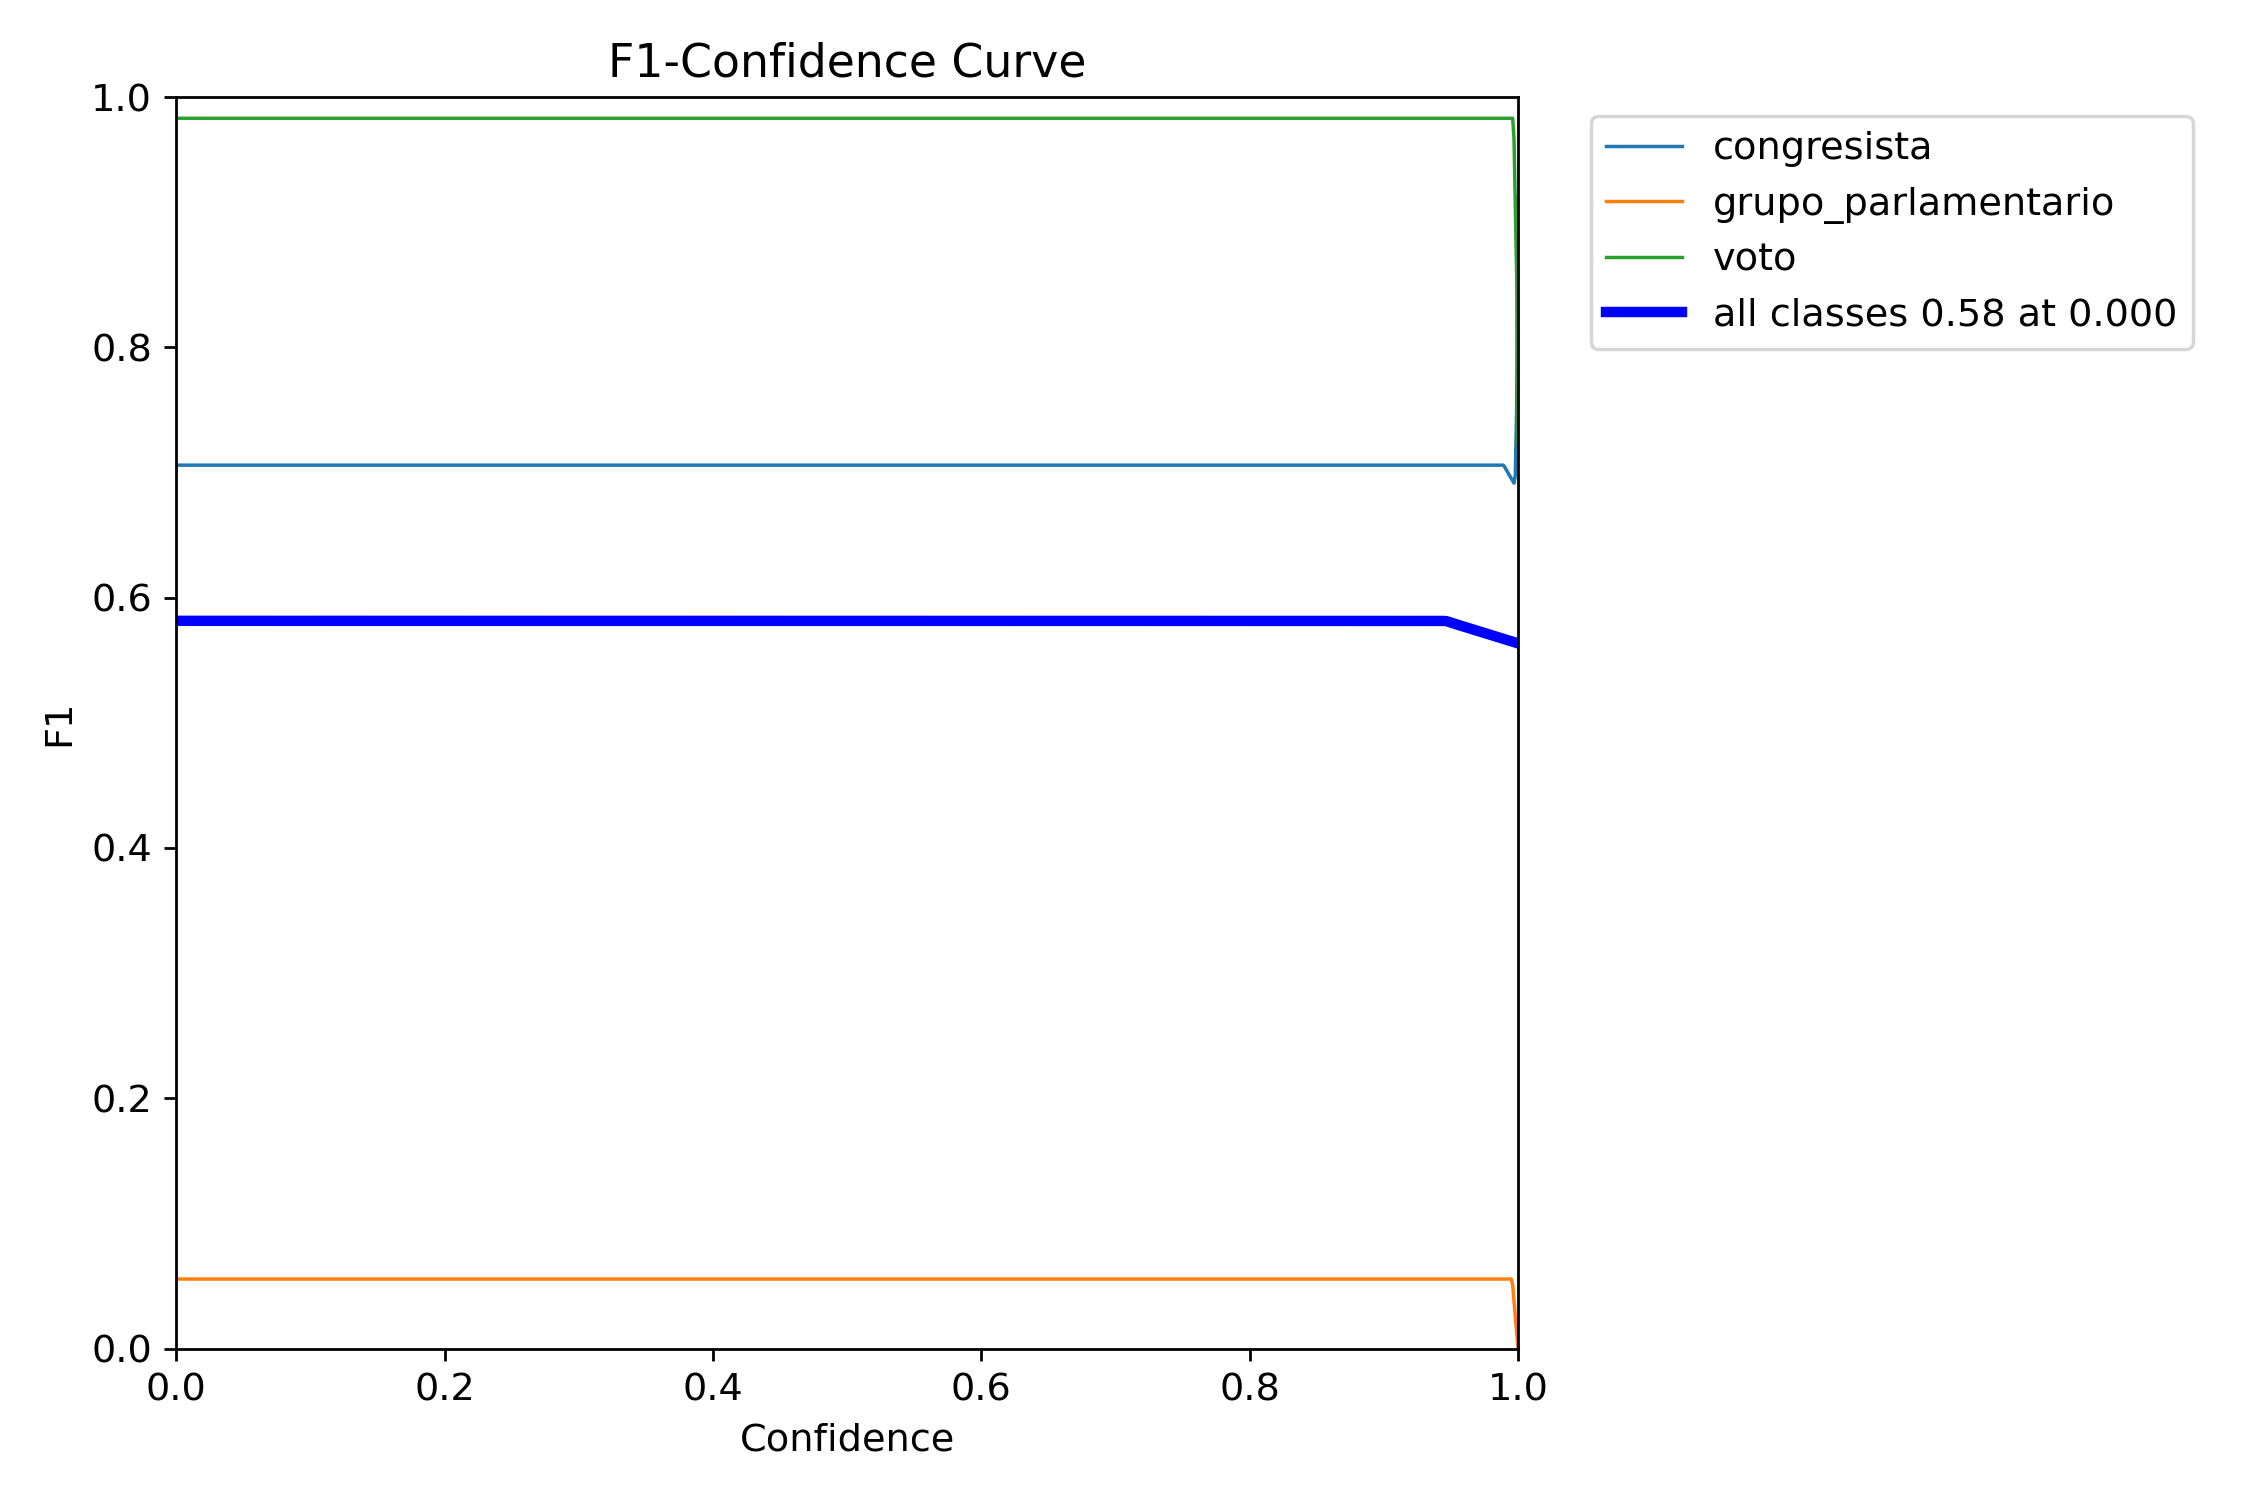 F1-Confidence Curve
1.0
0.8
0.6
0.4
0.2
0.0
F1
0.0 0.2 0.4 0.6 0.8 1.0
Confidence
congresista
grupo_parlamentario
voto
all classes 0.58 at 0.000